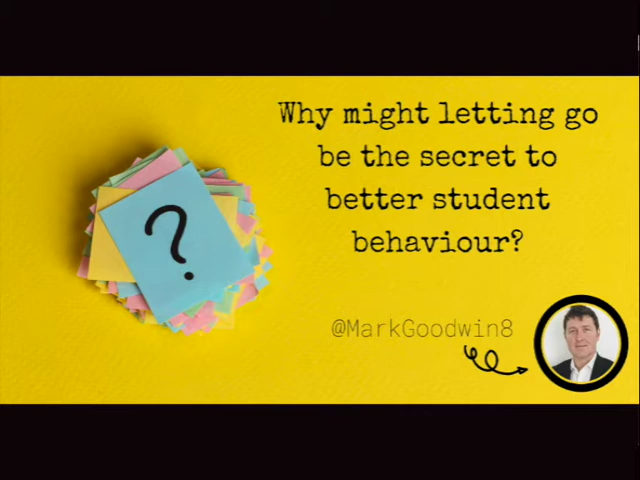 Why might letting go
be the secret to
better student
behaviour?
@MarkGoodwin8
?